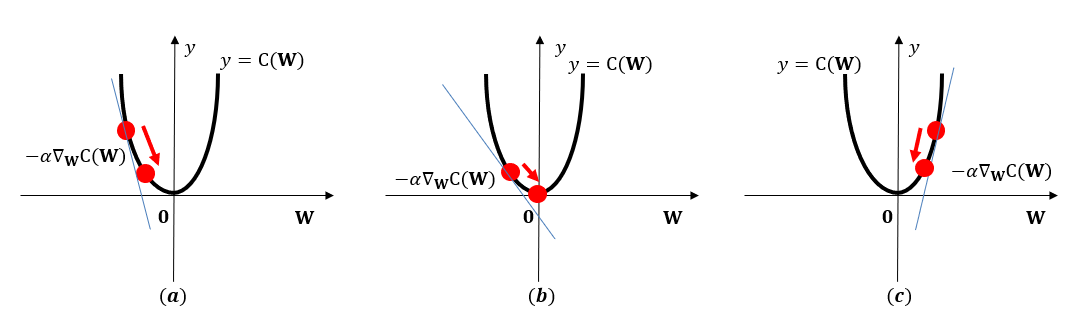 y
y = C(𝐖)
−α∇𝐖C(𝐖)
0
𝐖
(a)
y
y = C(𝐖)
−α∇𝐖C(𝐖)
0
𝐖
(b)
y
y = C(𝐖)
−α∇𝐖C(𝐖)
0
𝐖
(c)